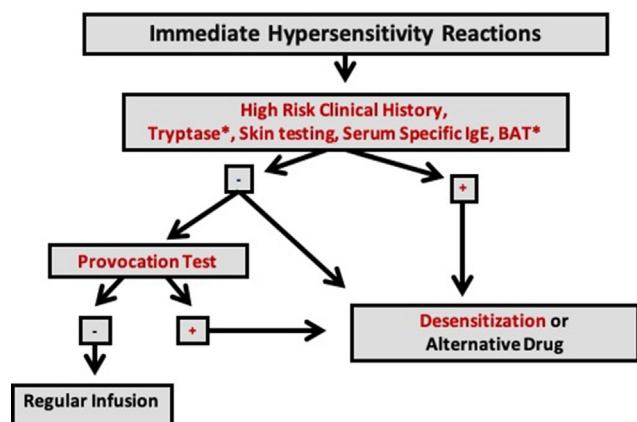 Immediate Hypersensitivity Reactions
High Risk Clinical History,
Tryptase*, Skin testing, Serum Specific IgE, BAT*
-
+
Provocation Test
-
+
Desensitization or
Alternative Drug
Regular Infusion